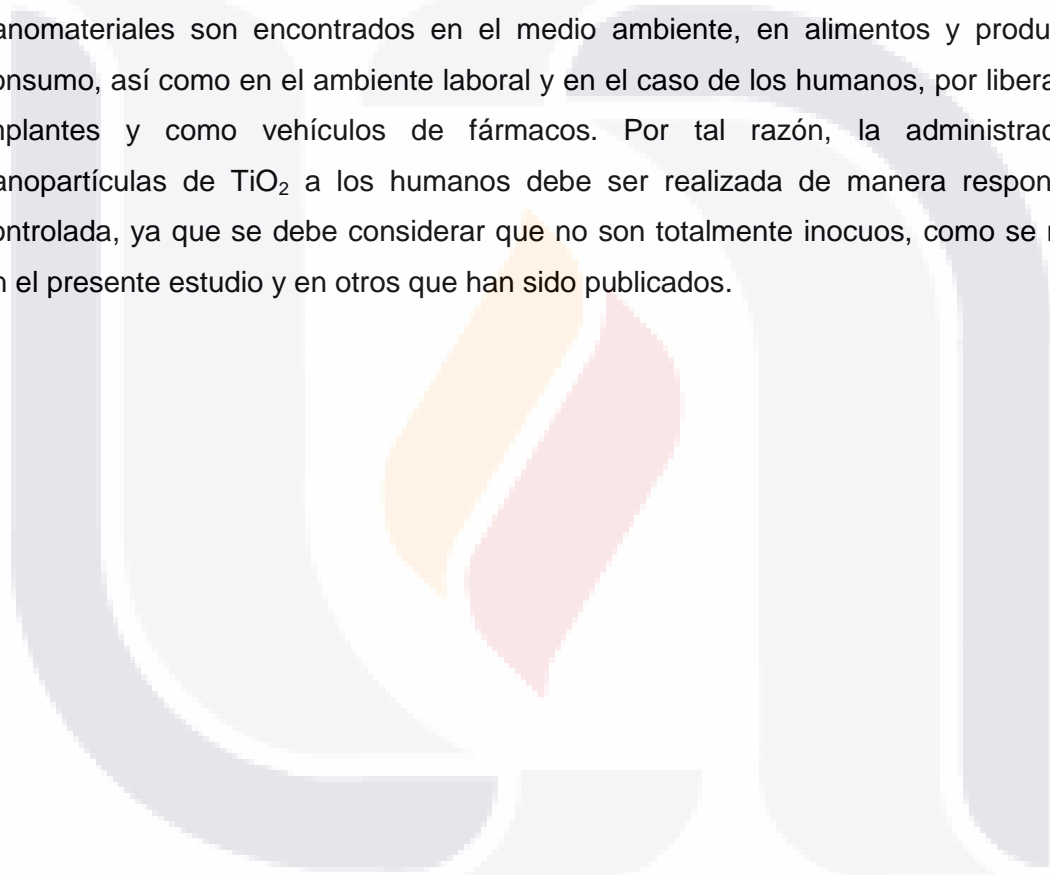 anomateriales son encontrados en el medio ambiente, en alimentos y produ
onsumo, así como en el ambiente laboral y en el caso de los humanos, por libera
nplantes y como vehículos de fármacos. Por tal razón, la administrac
anopartículas de TiO₂ a los humanos debe ser realizada de manera respon
ontrolada, ya que se debe considerar que no son totalmente inocuos, como se
n el presente estudio y en otros que han sido publicados.